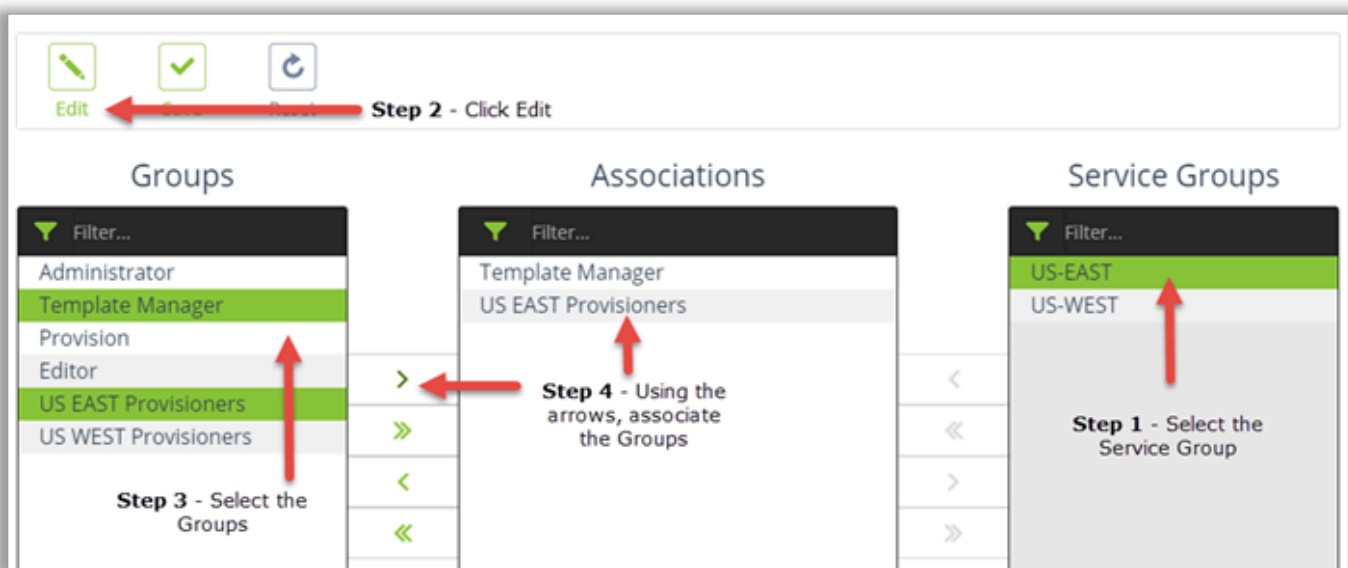 Edit
Step 2 - Click Edit
Groups
Associations
Service Groups
Filter...
Administrator
Template Manager
Provision
Editor
US EAST Provisioners
US WEST Provisioners
Step 3 - Select the
Groups
Filter...
Template Manager
US EAST Provisioners
Step 4 - Using the
arrows, associate
the Groups
Filter...
US-EAST
US-WEST
Step 1 - Select the
Service Group